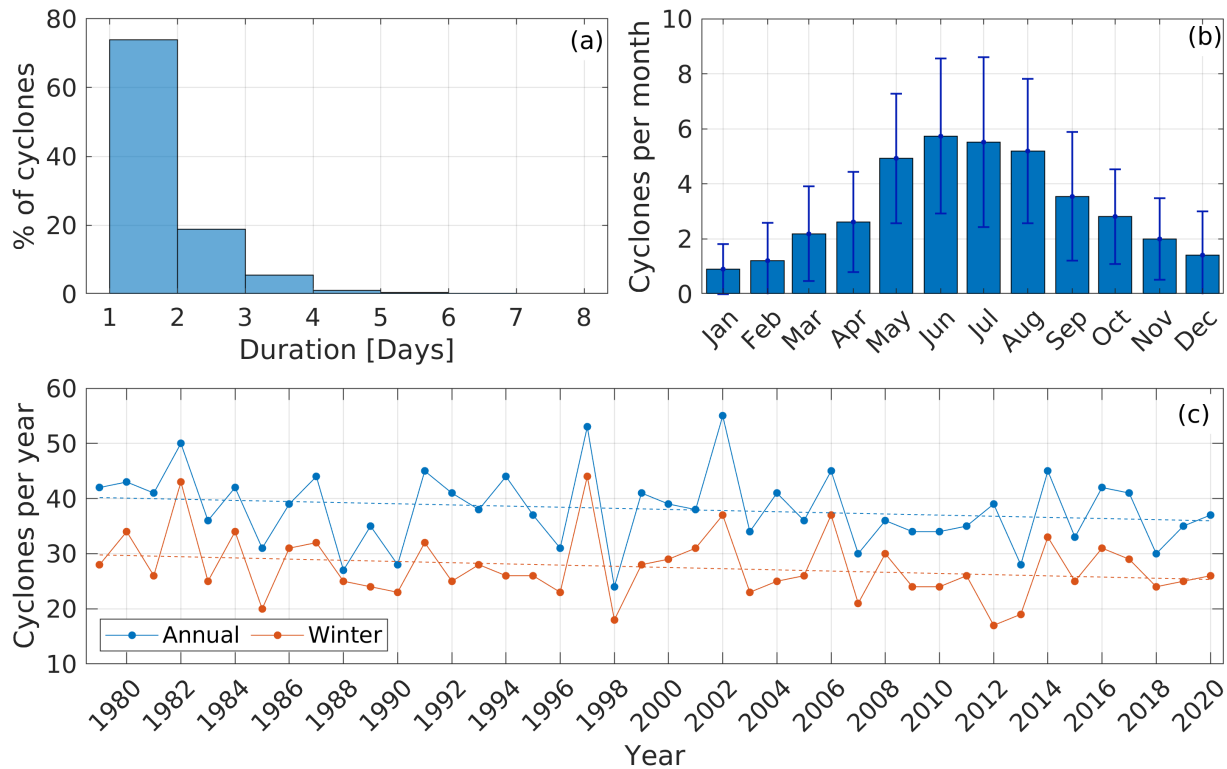 (a)
% of cyclones
80
60
40
20
0
1 2 3 4 5 6 7 8
Duration [Days]
(b)
Cyclones per month
10
8
6
4
2
0
Jan Feb Mar Apr May Jun Jul Aug Sep Oct Nov Dec
(c)
Cyclones per year
60
50
40
30
20
10
Annual Winter
1980 1982 1984 1986 1988 1990 1992 1994 1996 1998 2000 2002 2004 2006 2008 2010 2012 2014 2016 2018 2020
Year